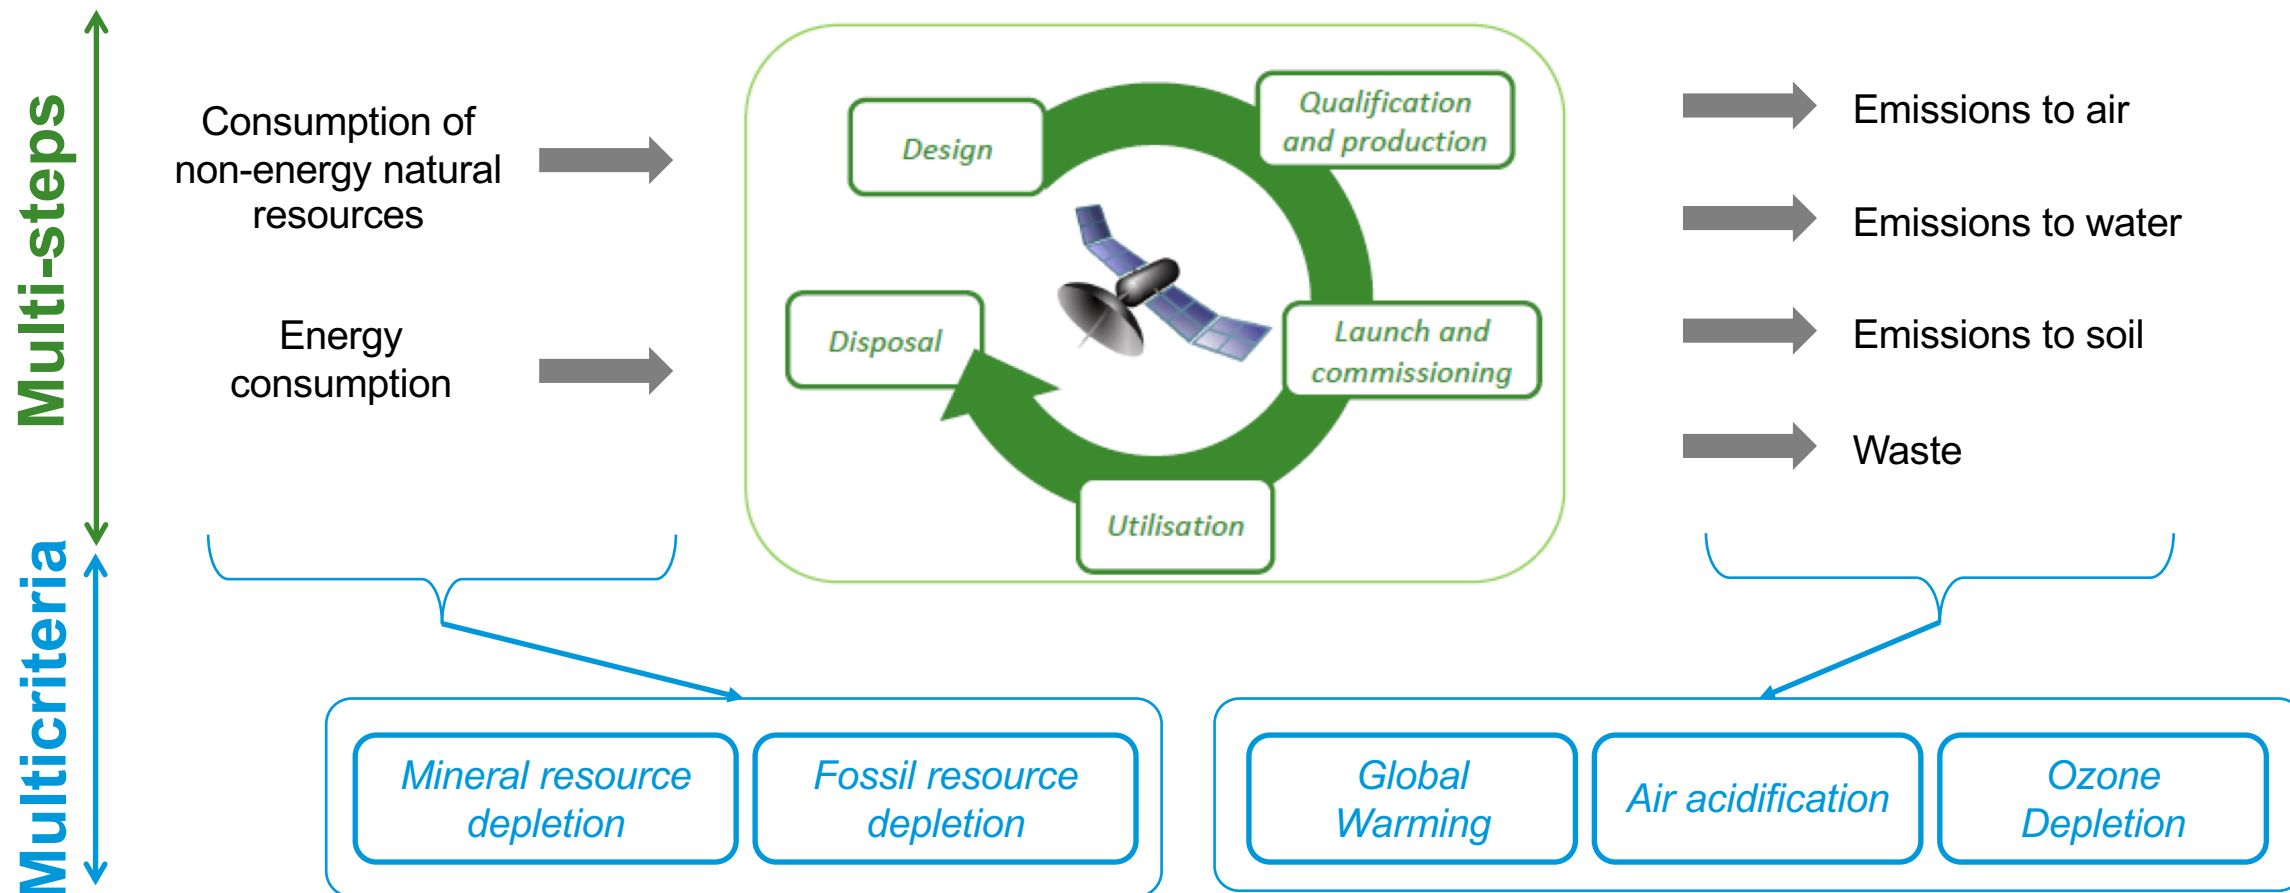 Multi-steps
Consumption of
non-energy natural
resources
Energy
consumption
Design
Qualification
and production
Launch and
commissioning
Utilisation
Disposal
Emissions to air
Emissions to water
Emissions to soil
Waste
Multicriteria
Mineral resource
depletion
Fossil resource
depletion
Global
Warming
Air acidification
Ozone
Depletion